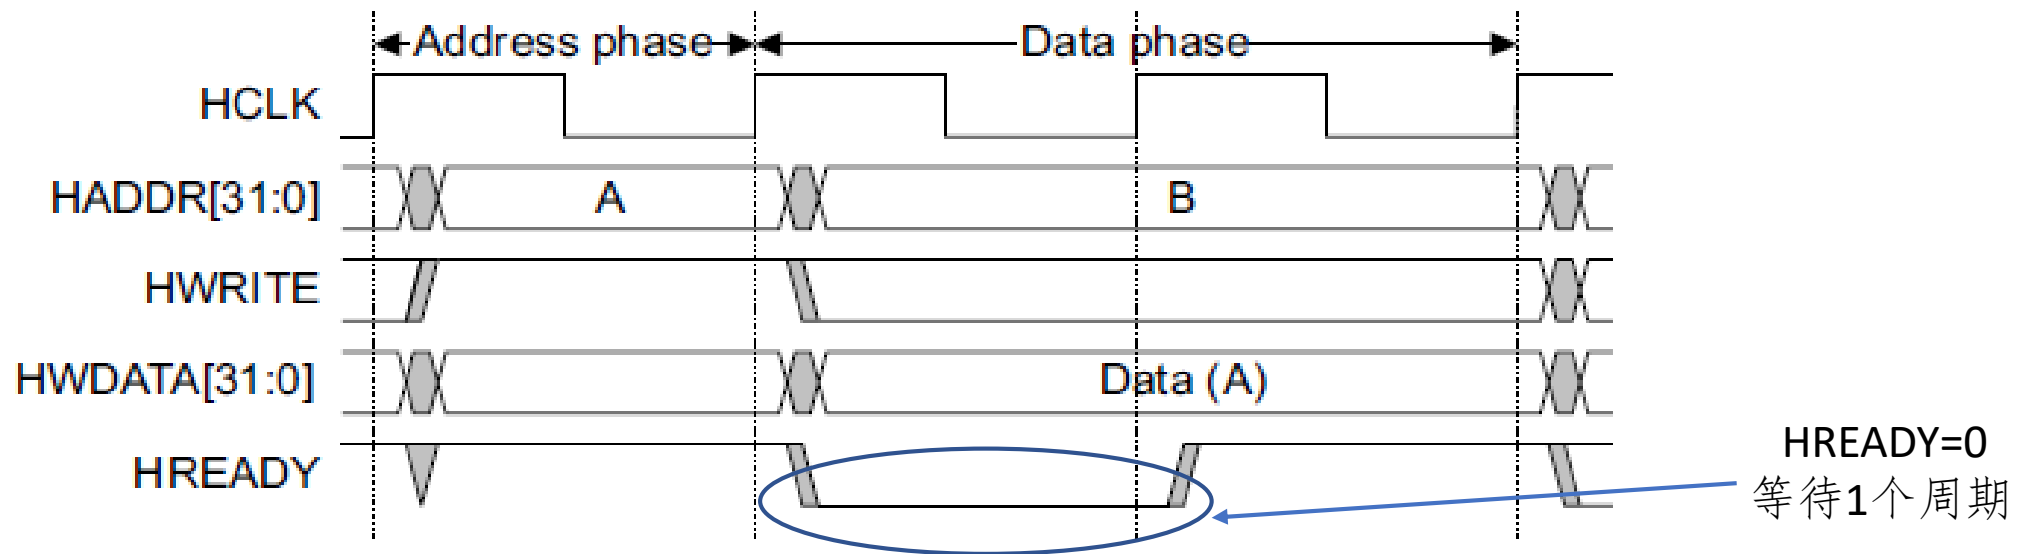 Address phase
Data phase
HCLK
HADDR[31:0]
A
B
HWRITE
HWDATA[31:0]
Data (A)
HREADY
HREADY=0
等待1个周期